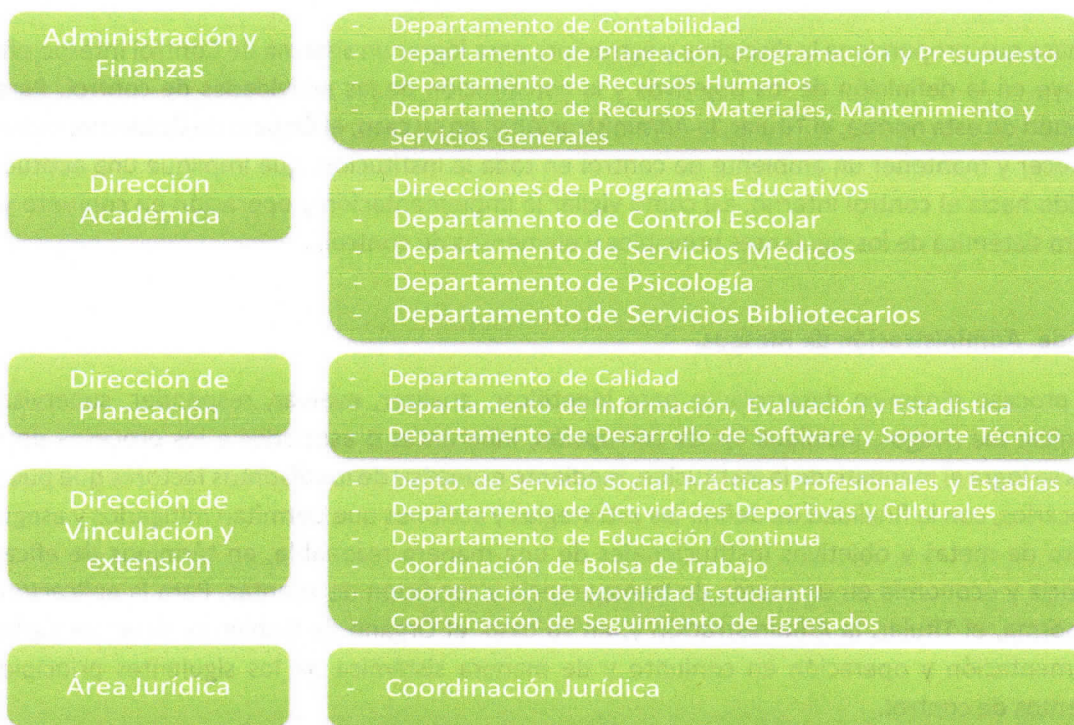 Administración y
Finanzas
- Departamento de Contabilidad
- Departamento de Planeación, Programación y Presupuesto
- Departamento de Recursos Humanos
- Departamento de Recursos Materiales, Mantenimiento y
Servicios Generales
Dirección
Académica
- Direcciones de Programas Educativos
- Departamento de Control Escolar
- Departamento de Servicios Médicos
- Departamento de Psicología
- Departamento de Servicios Bibliotecarios
Dirección de
Planeación
- Departamento de Calidad
- Departamento de Información, Evaluación y Estadística
- Departamento de Desarrollo de Software y Soporte Técnico
Dirección de
Vinculación y
extensión
- Depto. de Servicio Social, Prácticas Profesionales y Estadías
- Departamento de Actividades Deportivas y Culturales
- Departamento de Educación Continua
- Coordinación de Bolsa de Trabajo
- Coordinación de Movilidad Estudiantil
- Coordinación de Seguimiento de Egresados
Área Jurídica
- Coordinación Jurídica